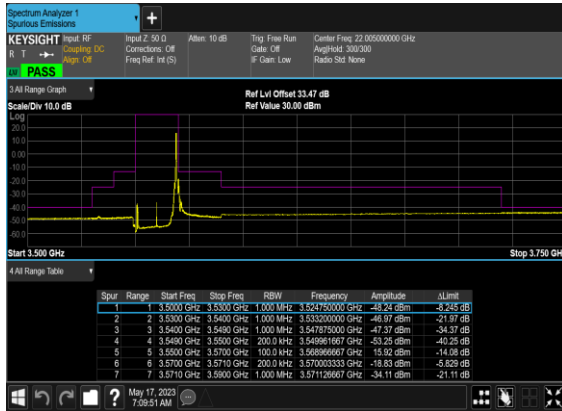 Spectrum Analyzer 1
Spurious Emissions
+
KEYSIGHT Input: RF Input Z: 50 Ω Atten: 10 dB Trig: Free Run Center Freq: 22.005000000 GHz
R T Coupling: DC Corrections: Off Gate: Off Avg|Hold: 300/300
Align: Off Freq Ref: Int (S) IF Gain: Low Radio Std: None
PASS
3 All Range Graph Ref Lvl Offset 33.47 dB
Scale/Div 10.0 dB Ref Value 30.00 dBm
Log
20.0
10.0
0.00
-10.0
-20.0
-30.0
-40.0
-50.0
-60.0
Start 3.500 GHz Stop 3.750 GH
4 All Range Table
Spur Range Start Freq Stop Freq RBW Frequency Amplitude ΔLimit
1 1 3.5000 GHz 3.5300 GHz 1.000 MHz 3.524750000 GHz -48.24 dBm -8.245 dB
2 2 3.5300 GHz 3.5400 GHz 1.000 MHz 3.533200000 GHz -46.97 dBm -21.97 dB
3 3 3.5400 GHz 3.5490 GHz 1.000 MHz 3.547875000 GHz -47.37 dBm -34.37 dB
4 4 3.5490 GHz 3.5500 GHz 200.0 kHz 3.549961667 GHz -53.25 dBm -40.25 dB
5 5 3.5500 GHz 3.5700 GHz 100.0 kHz 3.568966667 GHz 15.92 dBm -14.08 dB
6 6 3.5700 GHz 3.5710 GHz 200.0 kHz 3.570003333 GHz -18.83 dBm -5.829 dB
7 7 3.5710 GHz 3.5900 GHz 1.000 MHz 3.571126667 GHz -34.11 dBm -21.11 dB
? May 17, 2023
7:09:51 AM